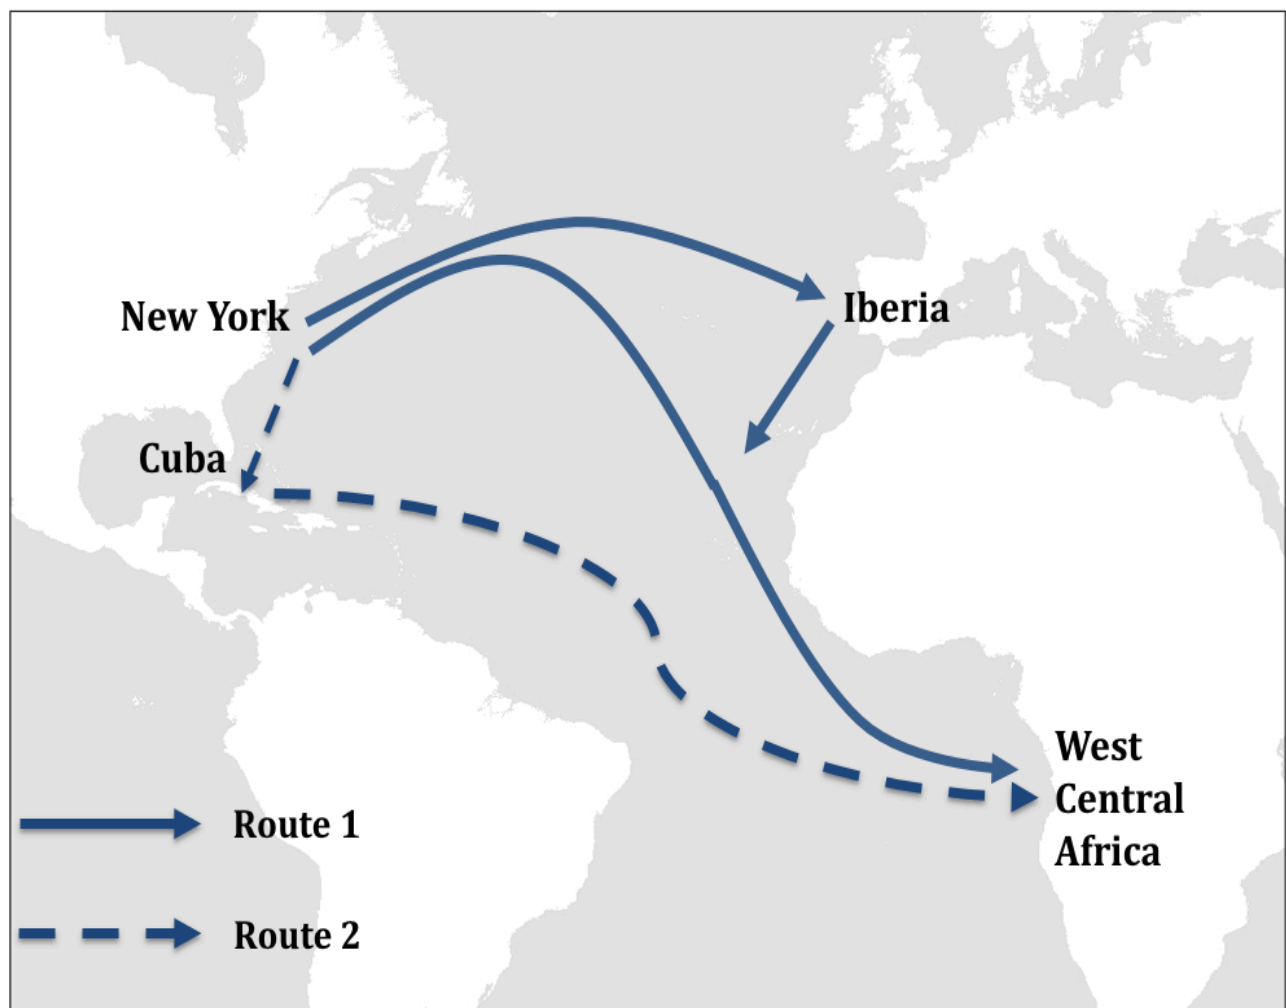 New York
Iberia
Cuba
West
Central
Africa
Route 1
Route 2